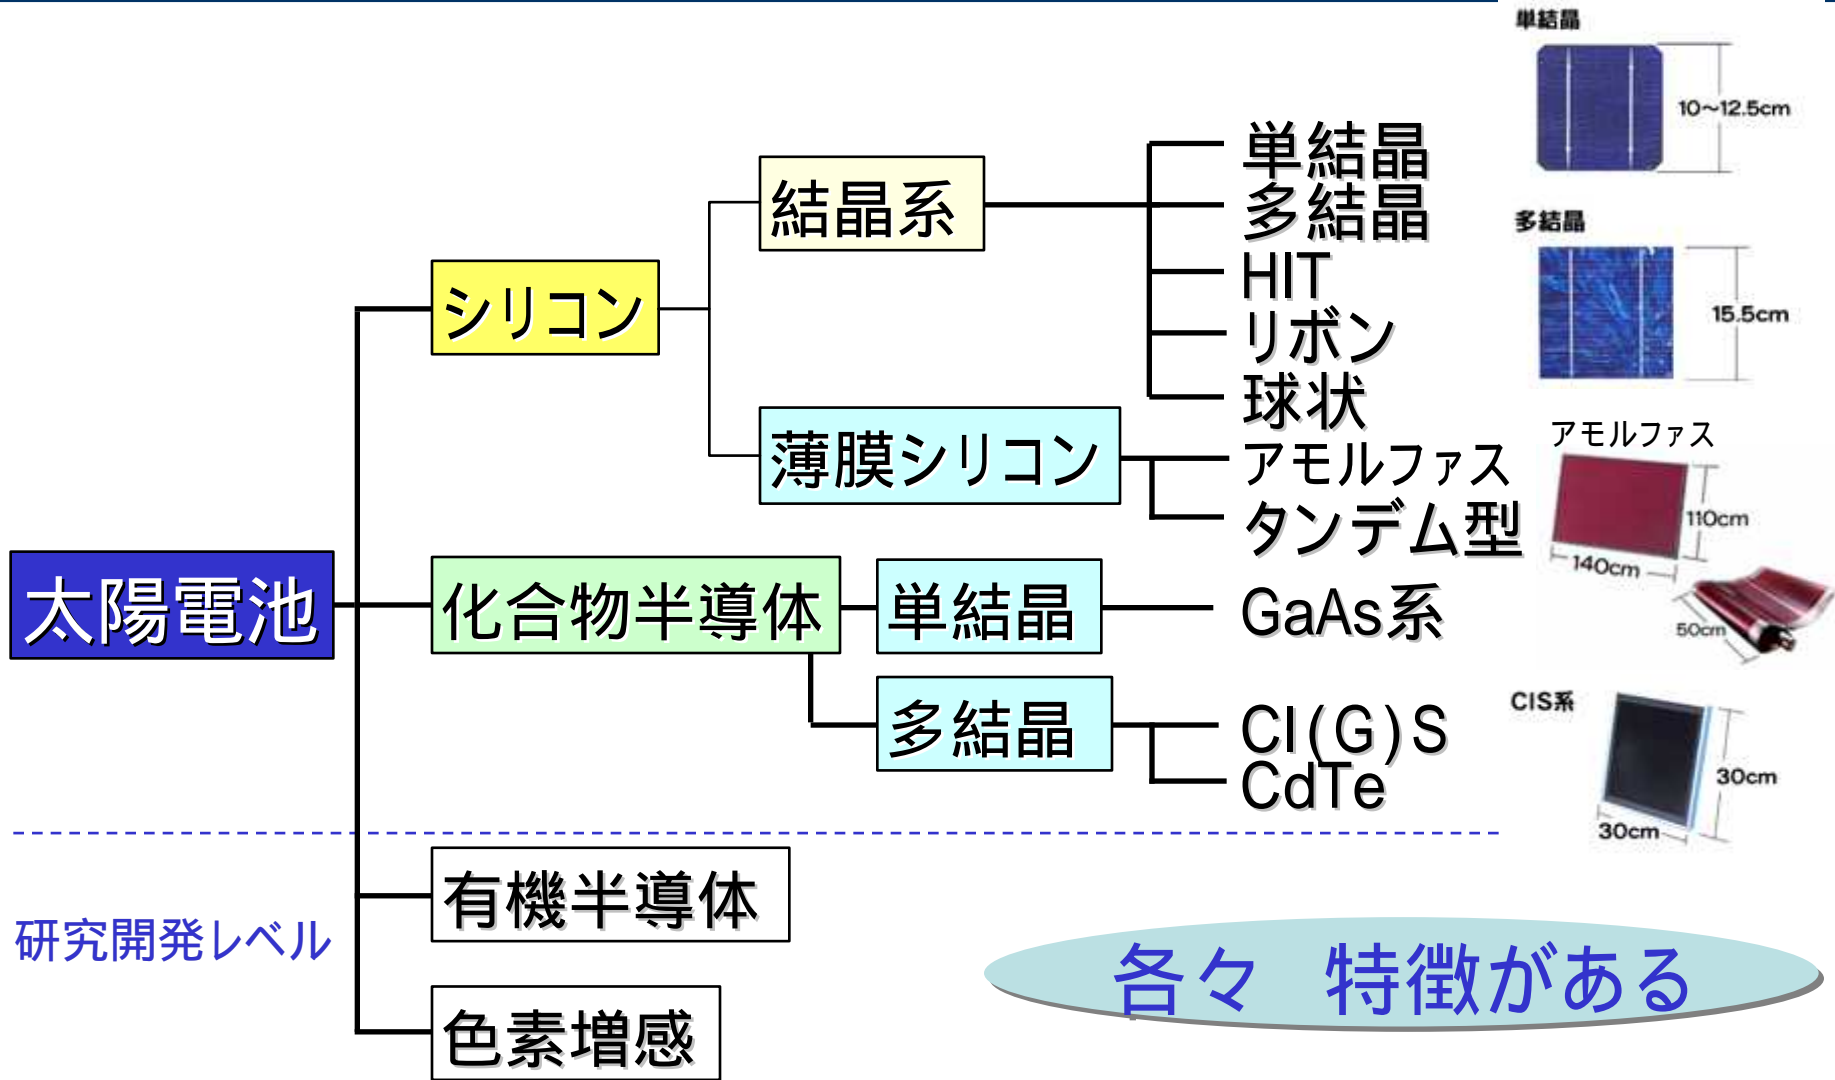 単結晶
10～12.5cm
多結晶
15.5cm
アモルファス
110cm
140cm
50cm
CIS系
30cm
30cm
太陽電池
シリコン
結晶系
単結晶
多結晶
HIT
リボン
球状
薄膜シリコン
アモルファス
タンデム型
化合物半導体
単結晶
GaAs系
多結晶
CI(G)S
CdTe
有機半導体
研究開発レベル
色素増感
各々 特徴がある